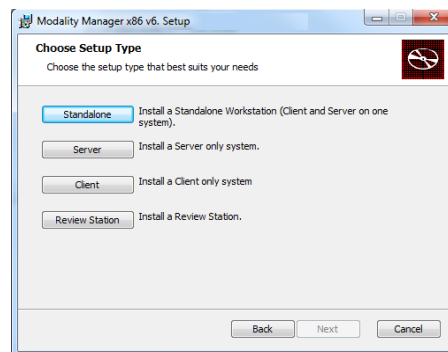 Modality Manager x86 v6. Setup
Choose Setup Type
Choose the setup type that best suits your needs
Standalone
Install a Standalone Workstation (Client and Server on one
system).
Server
Install a Server only system.
Client
Install a Client only system
Review Station
Install a Review Station.
Back
Next
Cancel